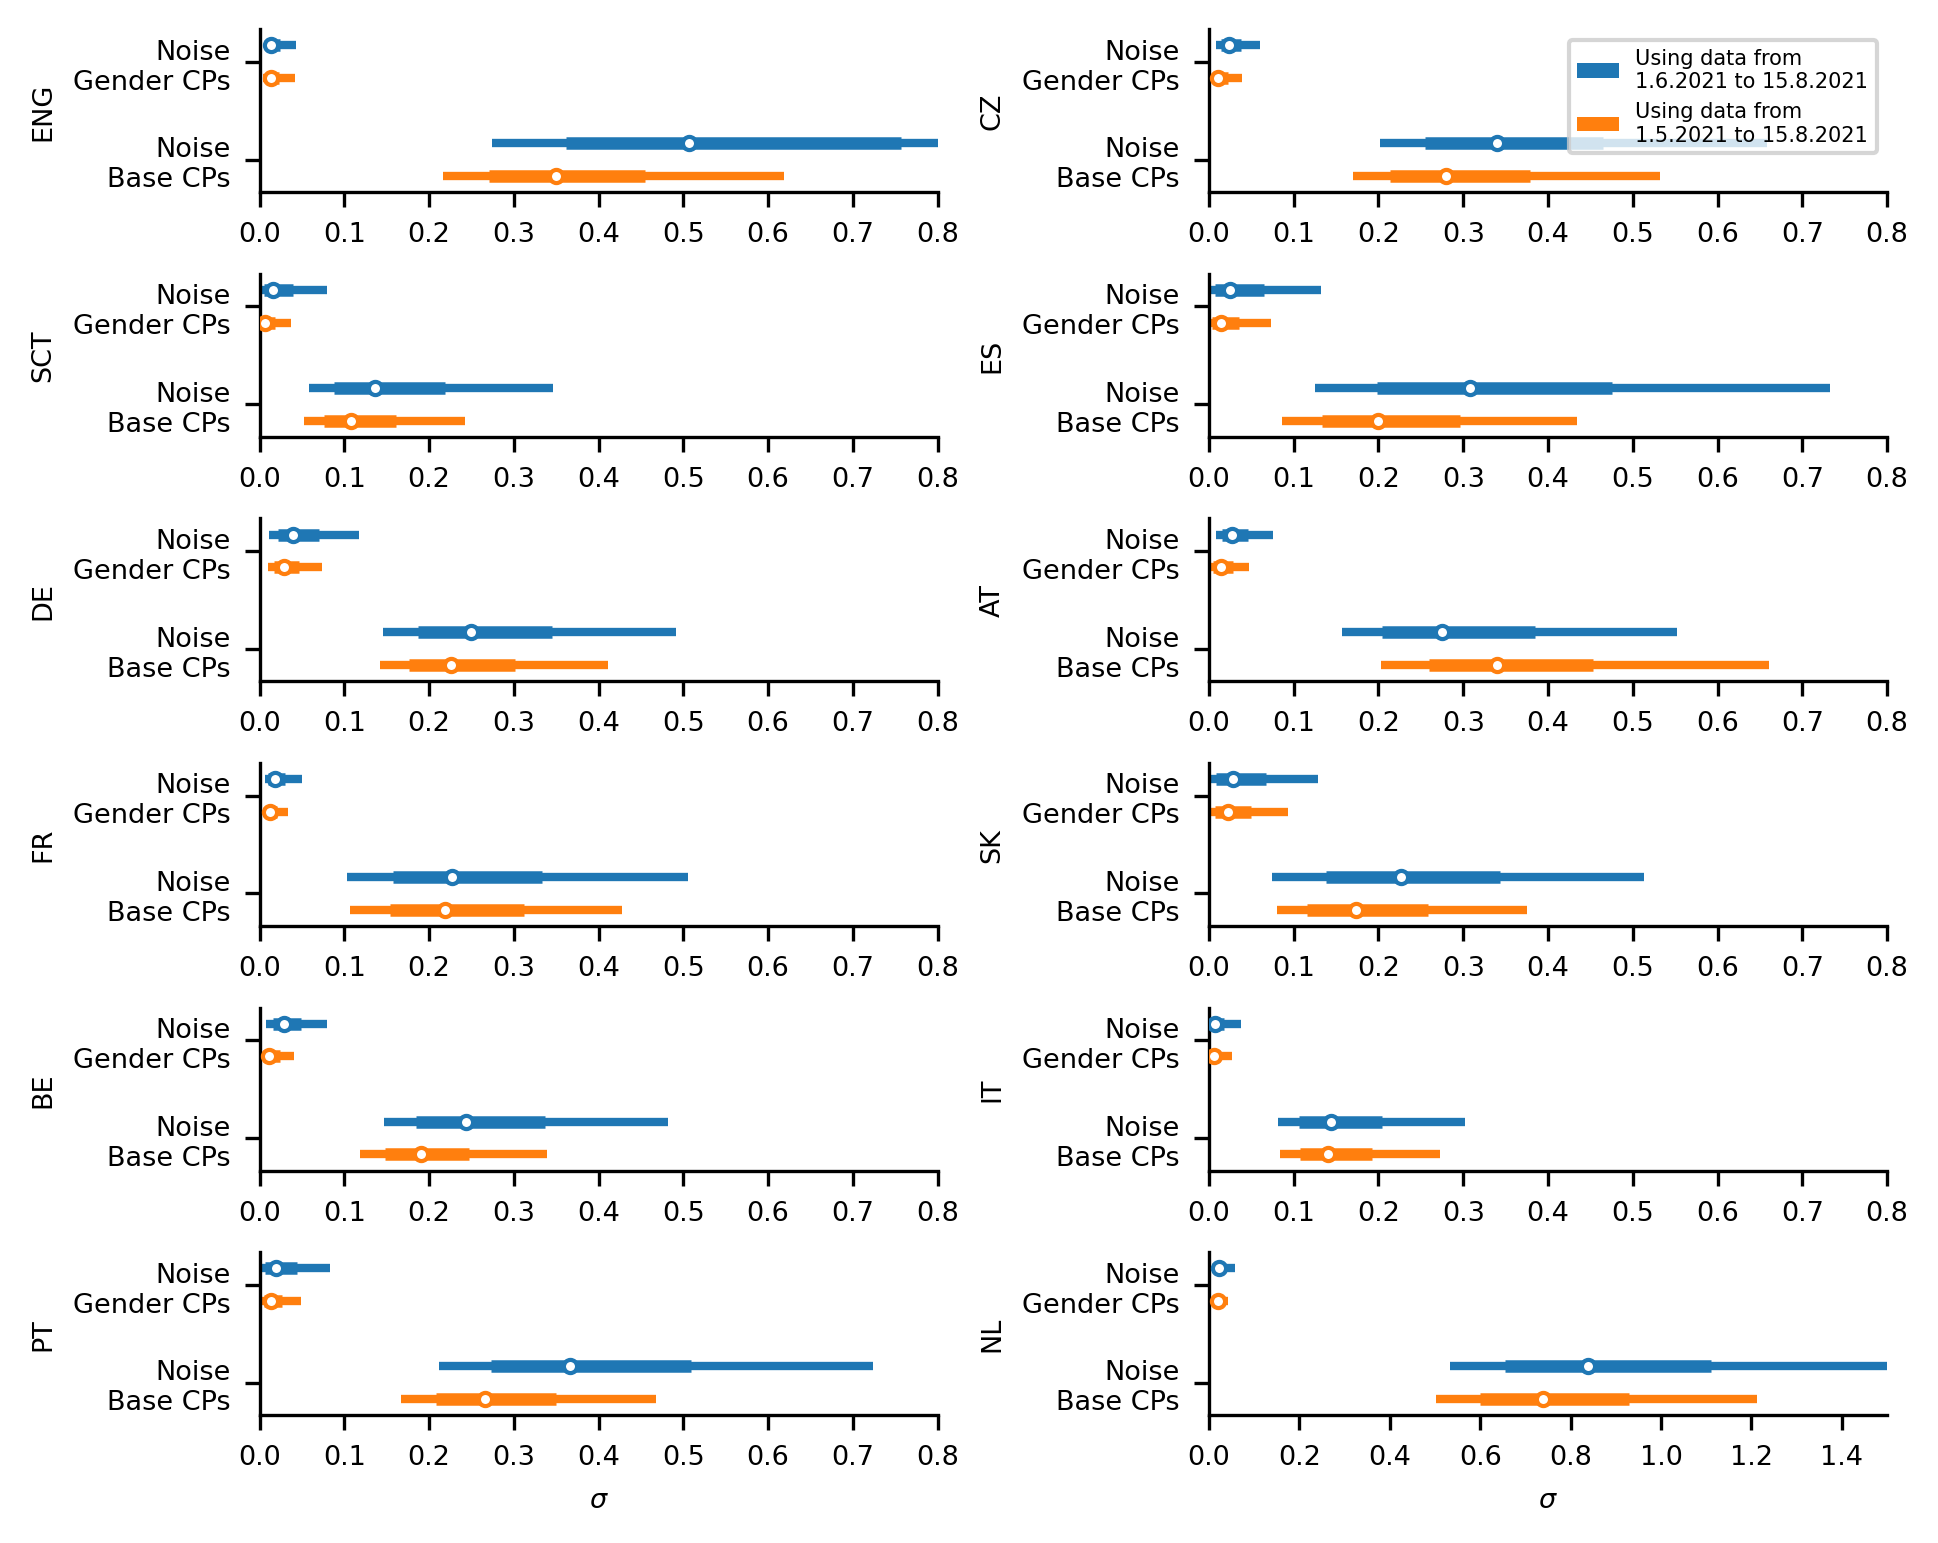 Noise
Gender CPs
Noise
Base CPs
ENG
0.0 0.1 0.2 0.3 0.4 0.5 0.6 0.7 0.8
Noise
Gender CPs
Noise
Base CPs
CZ
Using data from
1.6.2021 to 15.8.2021
Using data from
1.5.2021 to 15.8.2021
0.0 0.1 0.2 0.3 0.4 0.5 0.6 0.7 0.8
Noise
Gender CPs
Noise
Base CPs
SCT
0.0 0.1 0.2 0.3 0.4 0.5 0.6 0.7 0.8
Noise
Gender CPs
Noise
Base CPs
ES
0.0 0.1 0.2 0.3 0.4 0.5 0.6 0.7 0.8
Noise
Gender CPs
Noise
Base CPs
DE
0.0 0.1 0.2 0.3 0.4 0.5 0.6 0.7 0.8
Noise
Gender CPs
Noise
Base CPs
AT
0.0 0.1 0.2 0.3 0.4 0.5 0.6 0.7 0.8
Noise
Gender CPs
Noise
Base CPs
FR
0.0 0.1 0.2 0.3 0.4 0.5 0.6 0.7 0.8
Noise
Gender CPs
Noise
Base CPs
SK
0.0 0.1 0.2 0.3 0.4 0.5 0.6 0.7 0.8
Noise
Gender CPs
Noise
Base CPs
BE
0.0 0.1 0.2 0.3 0.4 0.5 0.6 0.7 0.8
Noise
Gender CPs
Noise
Base CPs
IT
0.0 0.1 0.2 0.3 0.4 0.5 0.6 0.7 0.8
Noise
Gender CPs
Noise
Base CPs
PT
0.0 0.1 0.2 0.3 0.4 0.5 0.6 0.7 0.8
σ
Noise
Gender CPs
Noise
Base CPs
NL
0.0 0.2 0.4 0.6 0.8 1.0 1.2 1.4
σ